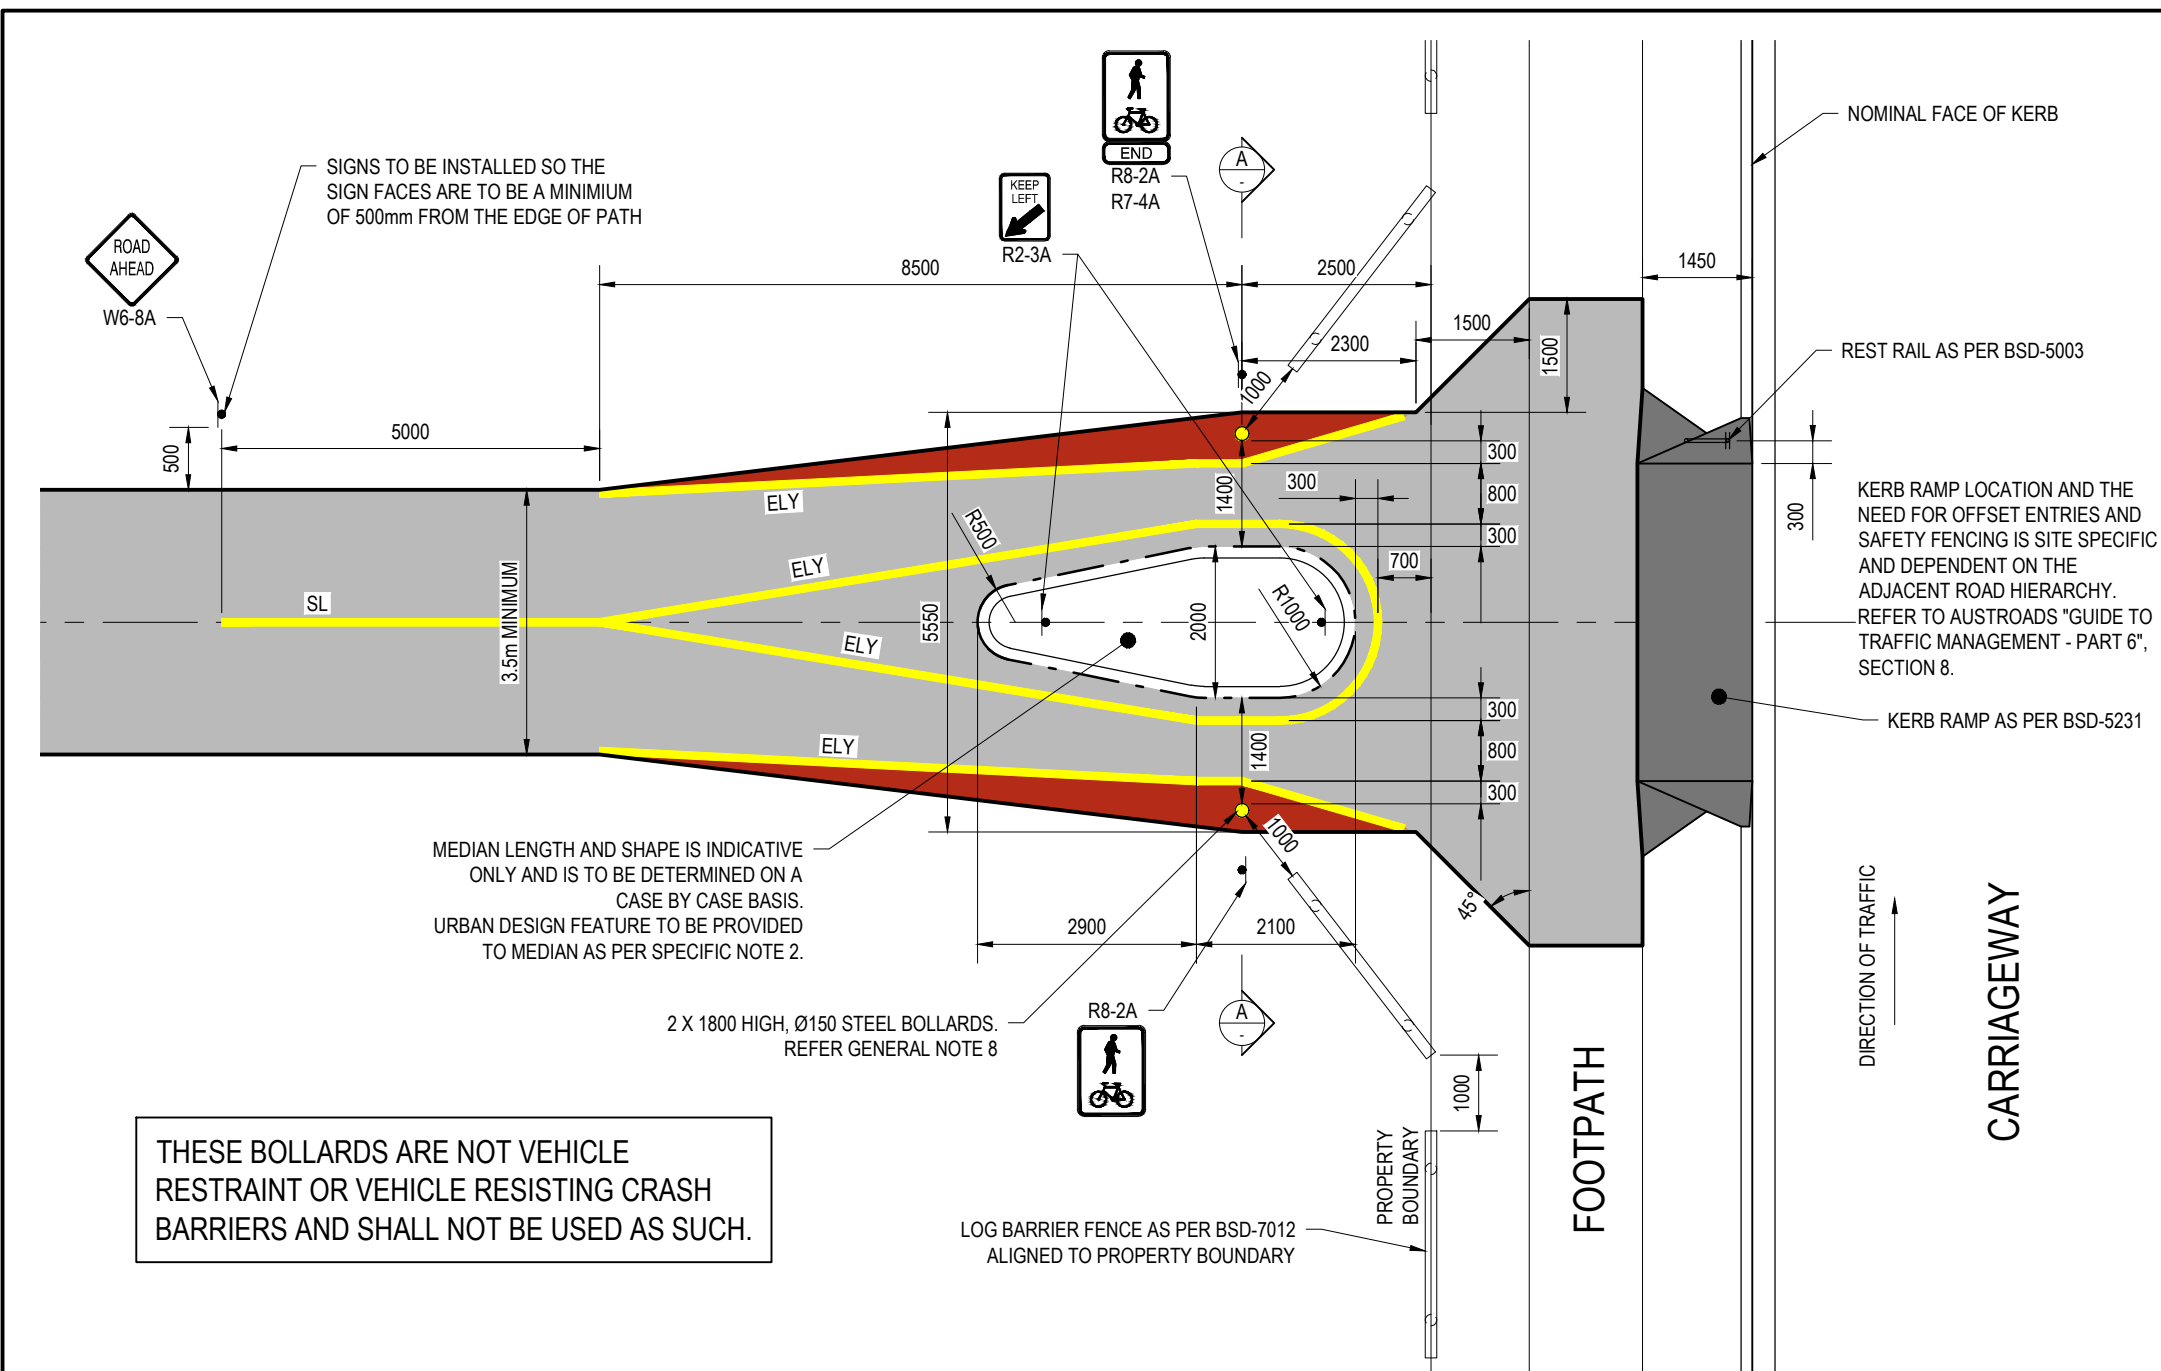 SIGNS TO BE INSTALLED SO THE
SIGN FACES ARE TO BE A MINIMIUM
OF 500mm FROM THE EDGE OF PATH
ROAD
AHEAD
W6-8A
KEEP
LEFT
R2-3A
END
R8-2A
R7-4A
A
-
NOMINAL FACE OF KERB
8500
2500
1450
1500
2300
1500
REST RAIL AS PER BSD-5003
1000
5000
500
300
800
300
300
1400
300
700
KERB RAMP LOCATION AND THE
NEED FOR OFFSET ENTRIES AND
SAFETY FENCING IS SITE SPECIFIC
AND DEPENDENT ON THE
ADJACENT ROAD HIERARCHY.
REFER TO AUSTROADS "GUIDE TO
TRAFFIC MANAGEMENT - PART 6",
SECTION 8.
ELY
R500
ELY
SL
3.5m MINIMUM
5550
2000
R1000
ELY
ELY
300
800
300
1400
KERB RAMP AS PER BSD-5231
1000
45°
MEDIAN LENGTH AND SHAPE IS INDICATIVE
ONLY AND IS TO BE DETERMINED ON A
CASE BY CASE BASIS.
URBAN DESIGN FEATURE TO BE PROVIDED
TO MEDIAN AS PER SPECIFIC NOTE 2.
2900
2100
2 X 1800 HIGH, Ø150 STEEL BOLLARDS.
REFER GENERAL NOTE 8
R8-2A
A
-
1000
DIRECTION OF TRAFFIC
CARRIAGEWAY
FOOTPATH
PROPERTY
BOUNDARY
THESE BOLLARDS ARE NOT VEHICLE
RESTRAINT OR VEHICLE RESISTING CRASH
BARRIERS AND SHALL NOT BE USED AS SUCH.
LOG BARRIER FENCE AS PER BSD-7012
ALIGNED TO PROPERTY BOUNDARY